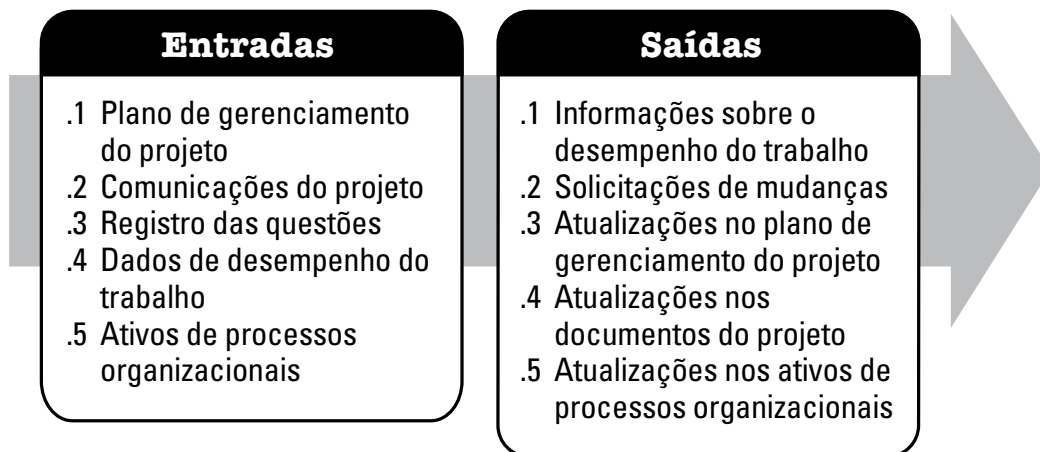 Entradas
.1 Plano de gerenciamento
do projeto
.2 Comunicações do projeto
.3 Registro das questões
.4 Dados de desempenho do
trabalho
.5 Ativos de processos
organizacionais
Saídas
.1 Informações sobre o
desempenho do trabalho
.2 Solicitações de mudanças
.3 Atualizações no plano de
gerenciamento do projeto
.4 Atualizações nos
documentos do projeto
.5 Atualizações nos ativos de
processos organizacionais